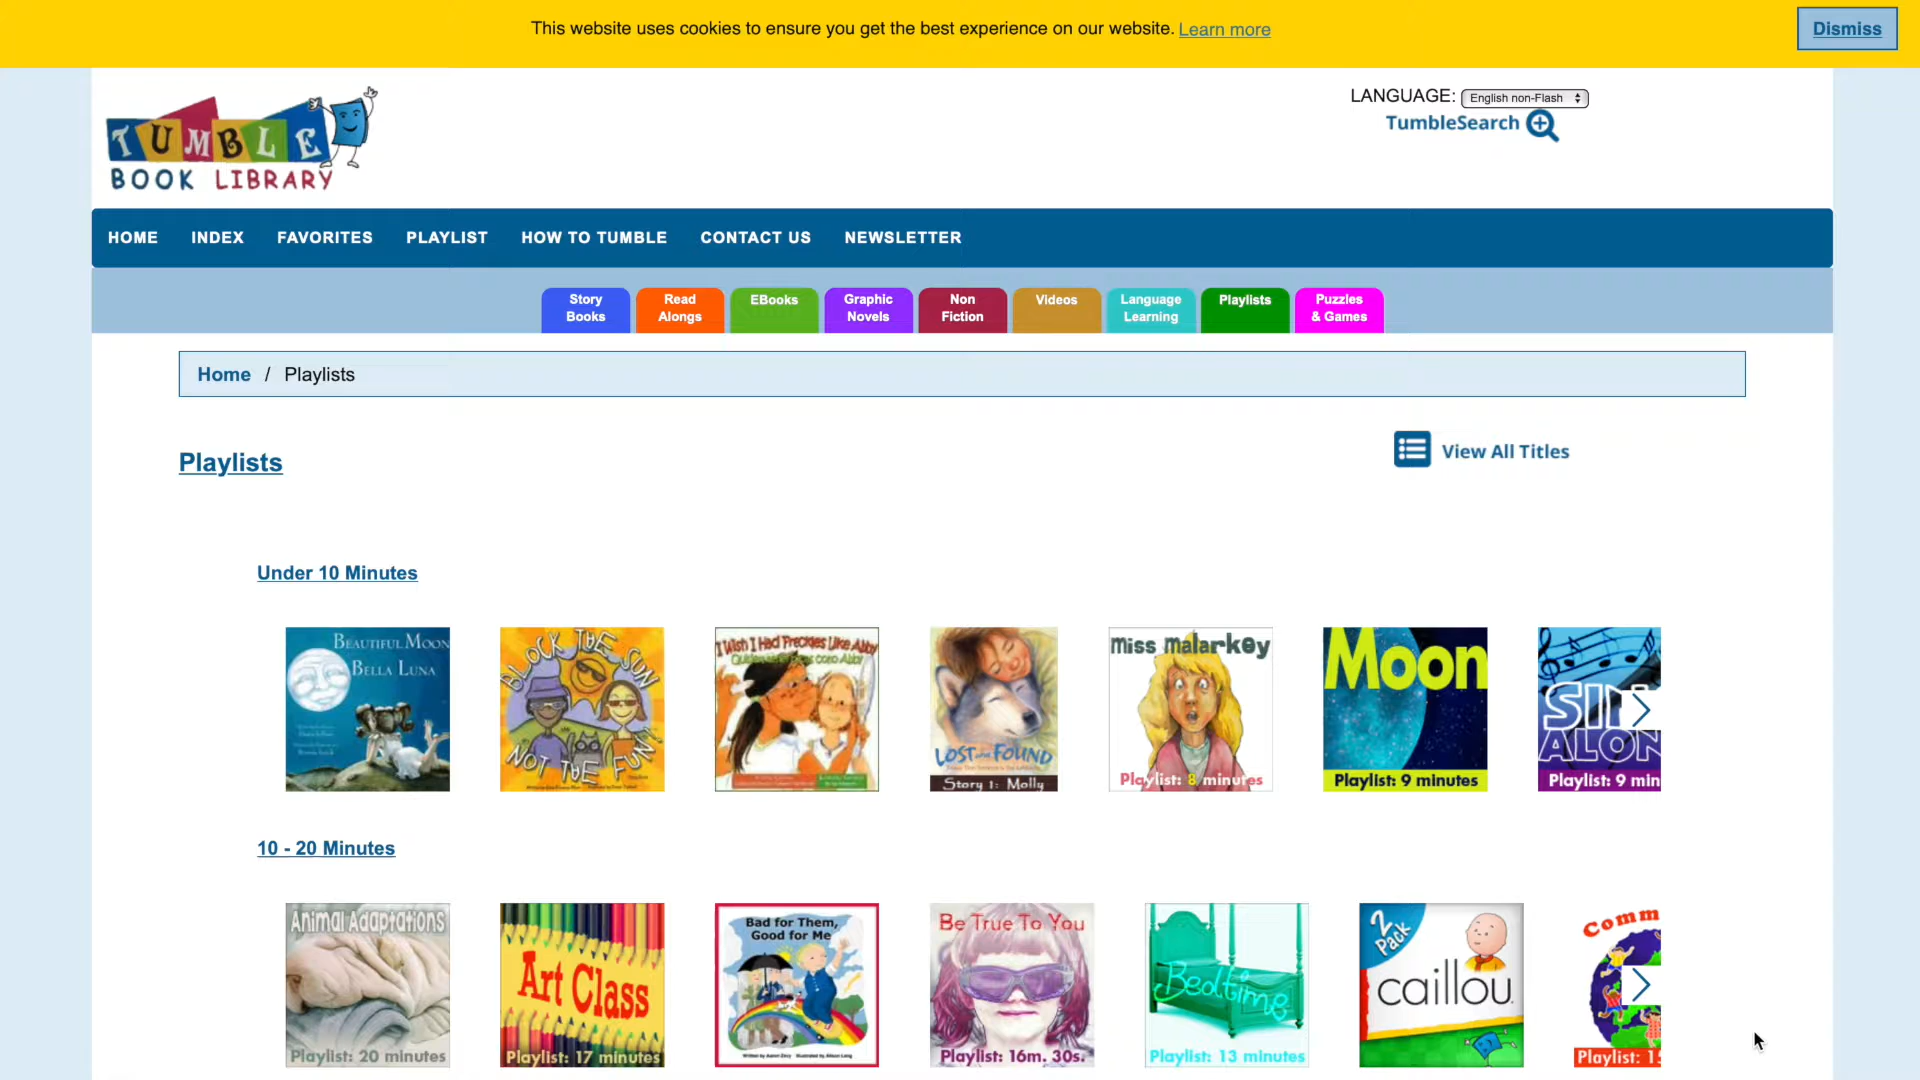 This website uses cookies to ensure you get the best experience on our website. Learn more
Dismiss
TUMBLE
BOOK LIBRARY
LANGUAGE: English non-Flash
TumbleSearch
HOME INDEX FAVORITES PLAYLIST HOW TO TUMBLE CONTACT US NEWSLETTER
Story Books
Read Alongs
EBooks
Graphic Novels
Non Fiction
Videos
Language Learning
Playlists
Puzzles & Games
Home / Playlists
Playlists
View All Titles
Under 10 Minutes
BEAUTIFUL MOON
BELLA LUNA
BLOCK THE SUN
NOT THE FUN
I Wish I Had Freckles Like Abby
LOST and FOUND
Story 1: Molly
miss malarkey
Playlist: 8 minutes
Moon
Playlist: 9 minutes
ALON
Playlist: 9 min
10 - 20 Minutes
Animal Adaptations
Playlist: 20 minutes
Art Class
Playlist: 17 minutes
Bad for Them,
Good for Me
Be True To You
Playlist: 16m. 30s.
Bedtime
Playlist: 13 minutes
2 Pack
caillou
Comm
Playlist: 1